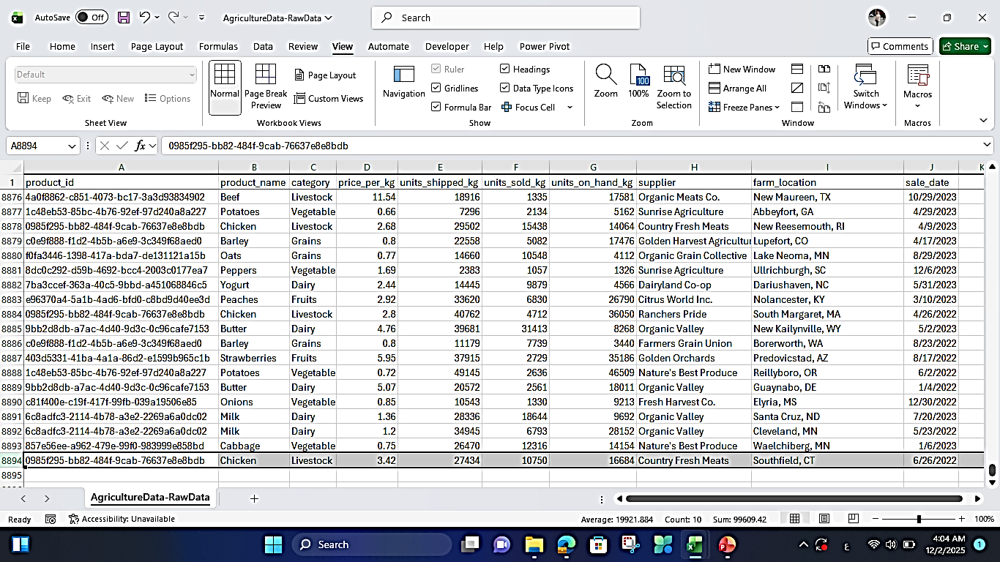 AutoSave Off AgricultureData-RawData Search
File Home Insert Page Layout Formulas Data Review View Automate Developer Help Power Pivot Comments Share
Default
Keep Exit New Options
Sheet View
Normal Page Break Preview Page Layout Custom Views
Workbook Views
Navigation Ruler Gridlines Formula Bar Headings Data Type Icons Focus Cell
Show
Zoom 100% Zoom to Selection
Zoom
New Window Arrange All Freeze Panes Switch Windows
Window
Macros
Macros
A8894 fx 0985f295-bb82-484f-9cab-76637e8e8bdb
A B C D E F G H I J K
1 product_id product_name category price_per_kg units_shipped_kg units_sold_kg units_on_hand_kg supplier farm_location sale_date
8876 4a0f8862-c851-4073-bc17-3a3d93834902 Beef Livestock 11.54 18916 1335 17581 Organic Meats Co. New Maureen, TX 10/29/2023
8877 1c48eb53-85bc-4b76-92ef-97d240a8a227 Potatoes Vegetable 0.66 7296 2134 5162 Sunrise Agriculture Abbeyfort, GA 4/29/2023
8878 0985f295-bb82-484f-9cab-76637e8e8bdb Chicken Livestock 2.68 29502 15438 14064 Country Fresh Meats New Reesemouth, RI 4/9/2023
8879 c0e9f888-f1d2-4b5b-a6e9-3c349f68aed0 Barley Grains 0.8 22558 5082 17476 Golden Harvest Agricultur Lupefort, CO 4/17/2023
8880 f0fa3446-1398-417a-bda7-de131121a15b Oats Grains 0.77 14660 10548 4112 Organic Grain Collective Lake Neoma, MN 8/29/2023
8881 8dc0c292-d59b-4692-bcc4-2003c0177ea7 Peppers Vegetable 1.69 2383 1057 1326 Sunrise Agriculture Ullrichburgh, SC 12/6/2023
8882 7ba3ccef-363a-40c5-9bbd-a451068846c5 Yogurt Dairy 2.44 14445 9879 4566 Dairyland Co-op Dariushaven, NC 5/31/2023
8883 e96370a4-5a1b-4ad6-bfd0-c8bd9d40ee3d Peaches Fruits 2.92 33620 6830 26790 Citrus World Inc. Nolancester, KY 3/10/2023
8884 0985f295-bb82-484f-9cab-76637e8e8bdb Chicken Livestock 2.8 40762 4712 36050 Ranchers Pride South Margaret, MA 4/26/2022
8885 9bb2d8db-a7ac-4d40-9d3c-0c96cafe7153 Butter Dairy 4.76 39681 31413 8268 Organic Valley New Kailynville, WY 5/2/2023
8886 c0e9f888-f1d2-4b5b-a6e9-3c349f68aed0 Barley Grains 0.8 11179 7739 3440 Farmers Grain Union Borerworth, WA 8/23/2022
8887 403d5331-41ba-4a1a-86d2-e1599b965c1b Strawberries Fruits 5.95 37915 2729 35186 Golden Orchards Predovicstad, AZ 8/17/2022
8888 1c48eb53-85bc-4b76-92ef-97d240a8a227 Potatoes Vegetable 0.72 49145 2636 46509 Nature's Best Produce Reillyboro, OR 6/2/2022
8889 9bb2d8db-a7ac-4d40-9d3c-0c96cafe7153 Butter Dairy 5.07 20572 2561 18011 Organic Valley Guaynabo, DE 1/4/2022
8890 c81f400e-c19f-417f-99fb-039a19506e85 Onions Vegetable 0.85 10543 1330 9213 Fresh Harvest Co. Elyria, MS 12/30/2022
8891 6c8adfc3-2114-4b78-a3e2-2269a6a0dc02 Milk Dairy 1.36 28336 18644 9692 Organic Valley Santa Cruz, ND 7/20/2023
8892 6c8adfc3-2114-4b78-a3e2-2269a6a0dc02 Milk Dairy 1.2 34945 6793 28152 Organic Valley Cleveland, MN 5/23/2022
8893 857e56ee-a962-479e-99f0-983999e858bd Cabbage Vegetable 0.75 26470 12316 14154 Nature's Best Produce Waelchiberg, MN 1/6/2023
8894 0985f295-bb82-484f-9cab-76637e8e8bdb Chicken Livestock 3.42 27434 10750 16684 Country Fresh Meats Southfield, CT 6/26/2022
8895
AgricultureData-RawData
Ready Accessibility: Unavailable Average: 19921.884 Count: 10 Sum: 99609.42 100%
Search ع 4:04 AM
12/2/2025 1